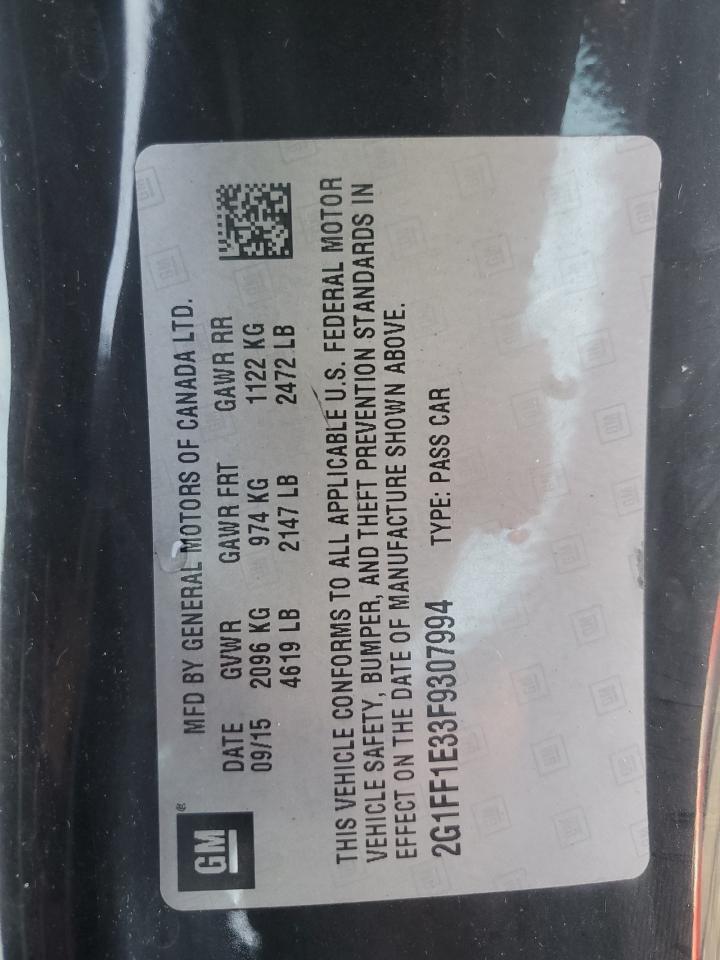 GM®
MFD BY GENERAL MOTORS OF CANADA LTD.
DATE GVWR GAWR FRT GAWR RR
09/15 2096 KG 974 KG 1122 KG
4619 LB 2147 LB 2472 LB
THIS VEHICLE CONFORMS TO ALL APPLICABLE U.S. FEDERAL MOTOR
VEHICLE SAFETY, BUMPER, AND THEFT PREVENTION STANDARDS IN
EFFECT ON THE DATE OF MANUFACTURE SHOWN ABOVE.
2G1FF1E33F9307994 TYPE: PASS CAR